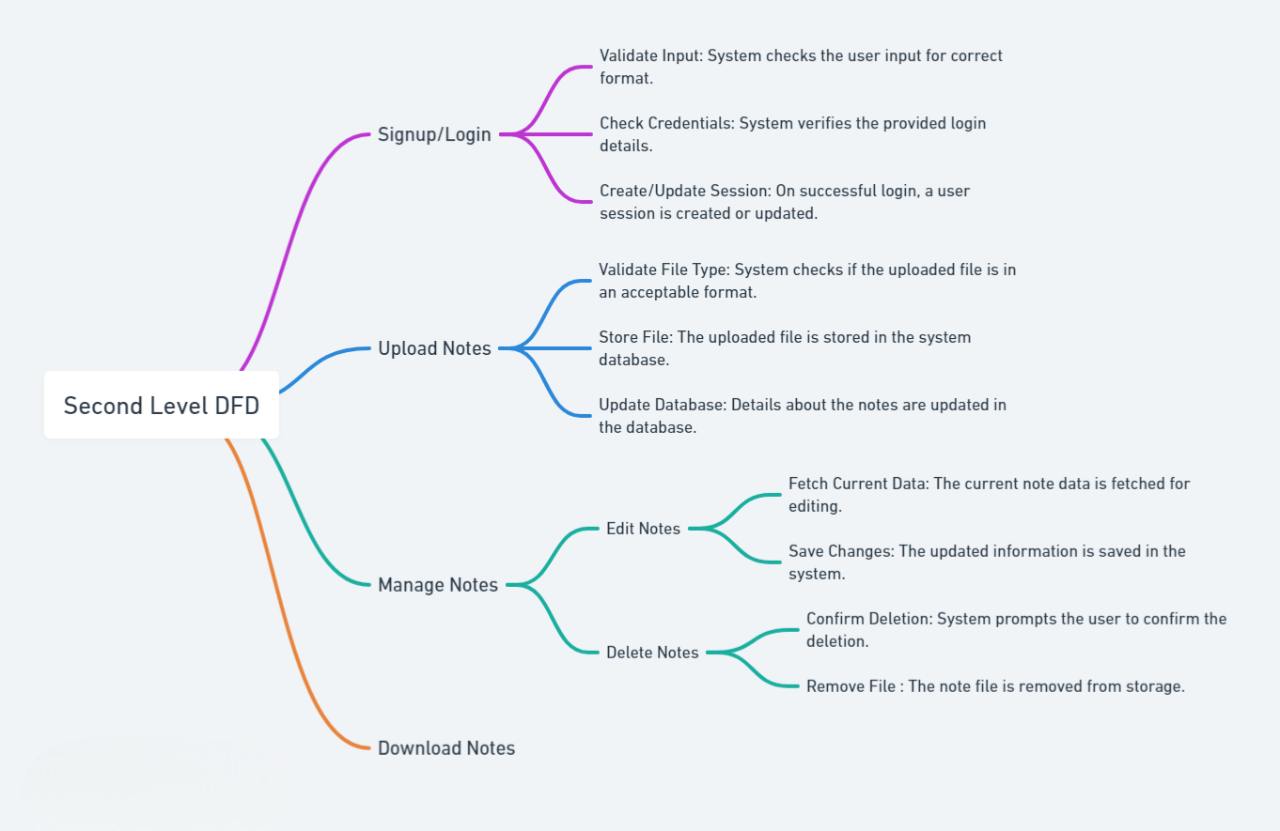 Second Level DFD
Signup/Login
Validate Input: System checks the user input for correct
format.
Check Credentials: System verifies the provided login
details.
Create/Update Session: On successful login, a user
session is created or updated.
Upload Notes
Validate File Type: System checks if the uploaded file is in
an acceptable format.
Store File: The uploaded file is stored in the system
database.
Update Database: Details about the notes are updated in
the database.
Manage Notes
Edit Notes
Fetch Current Data: The current note data is fetched for
editing.
Save Changes: The updated information is saved in the
system.
Delete Notes
Confirm Deletion: System prompts the user to confirm the
deletion.
Remove File : The note file is removed from storage.
Download Notes